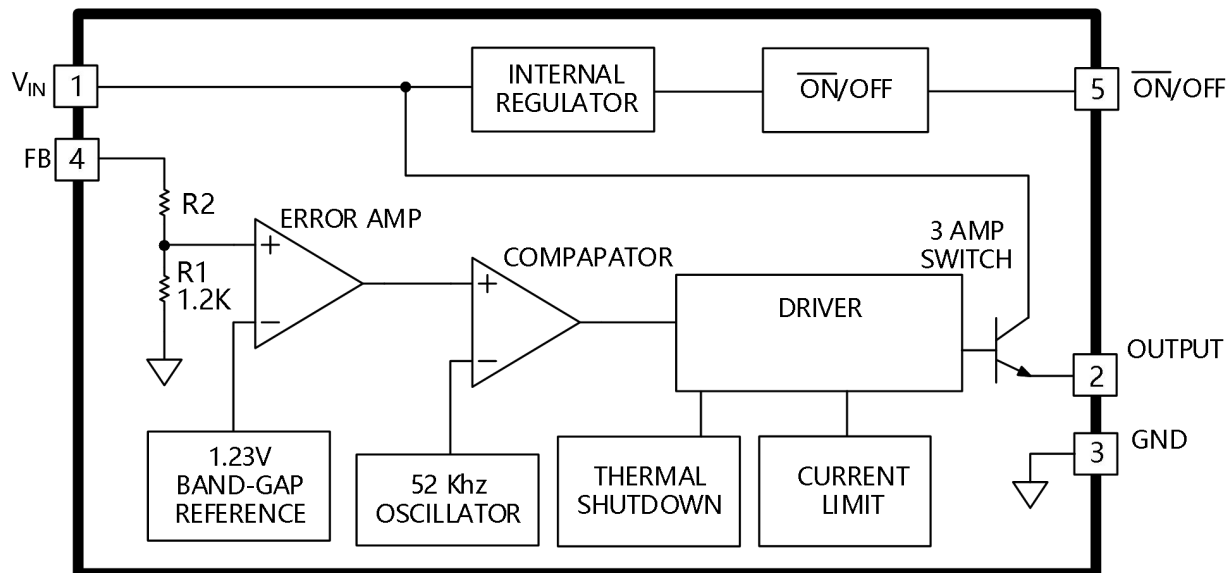 V_IN
1
INTERNAL
REGULATOR
ON/OFF
5
ON/OFF
FB
4
R2
ERROR AMP
+
−
R1
1.2K
COMPAPATOR
+
−
3 AMP
SWITCH
DRIVER
OUTPUT
2
GND
3
1.23V
BAND-GAP
REFERENCE
52 Khz
OSCILLATOR
THERMAL
SHUTDOWN
CURRENT
LIMIT